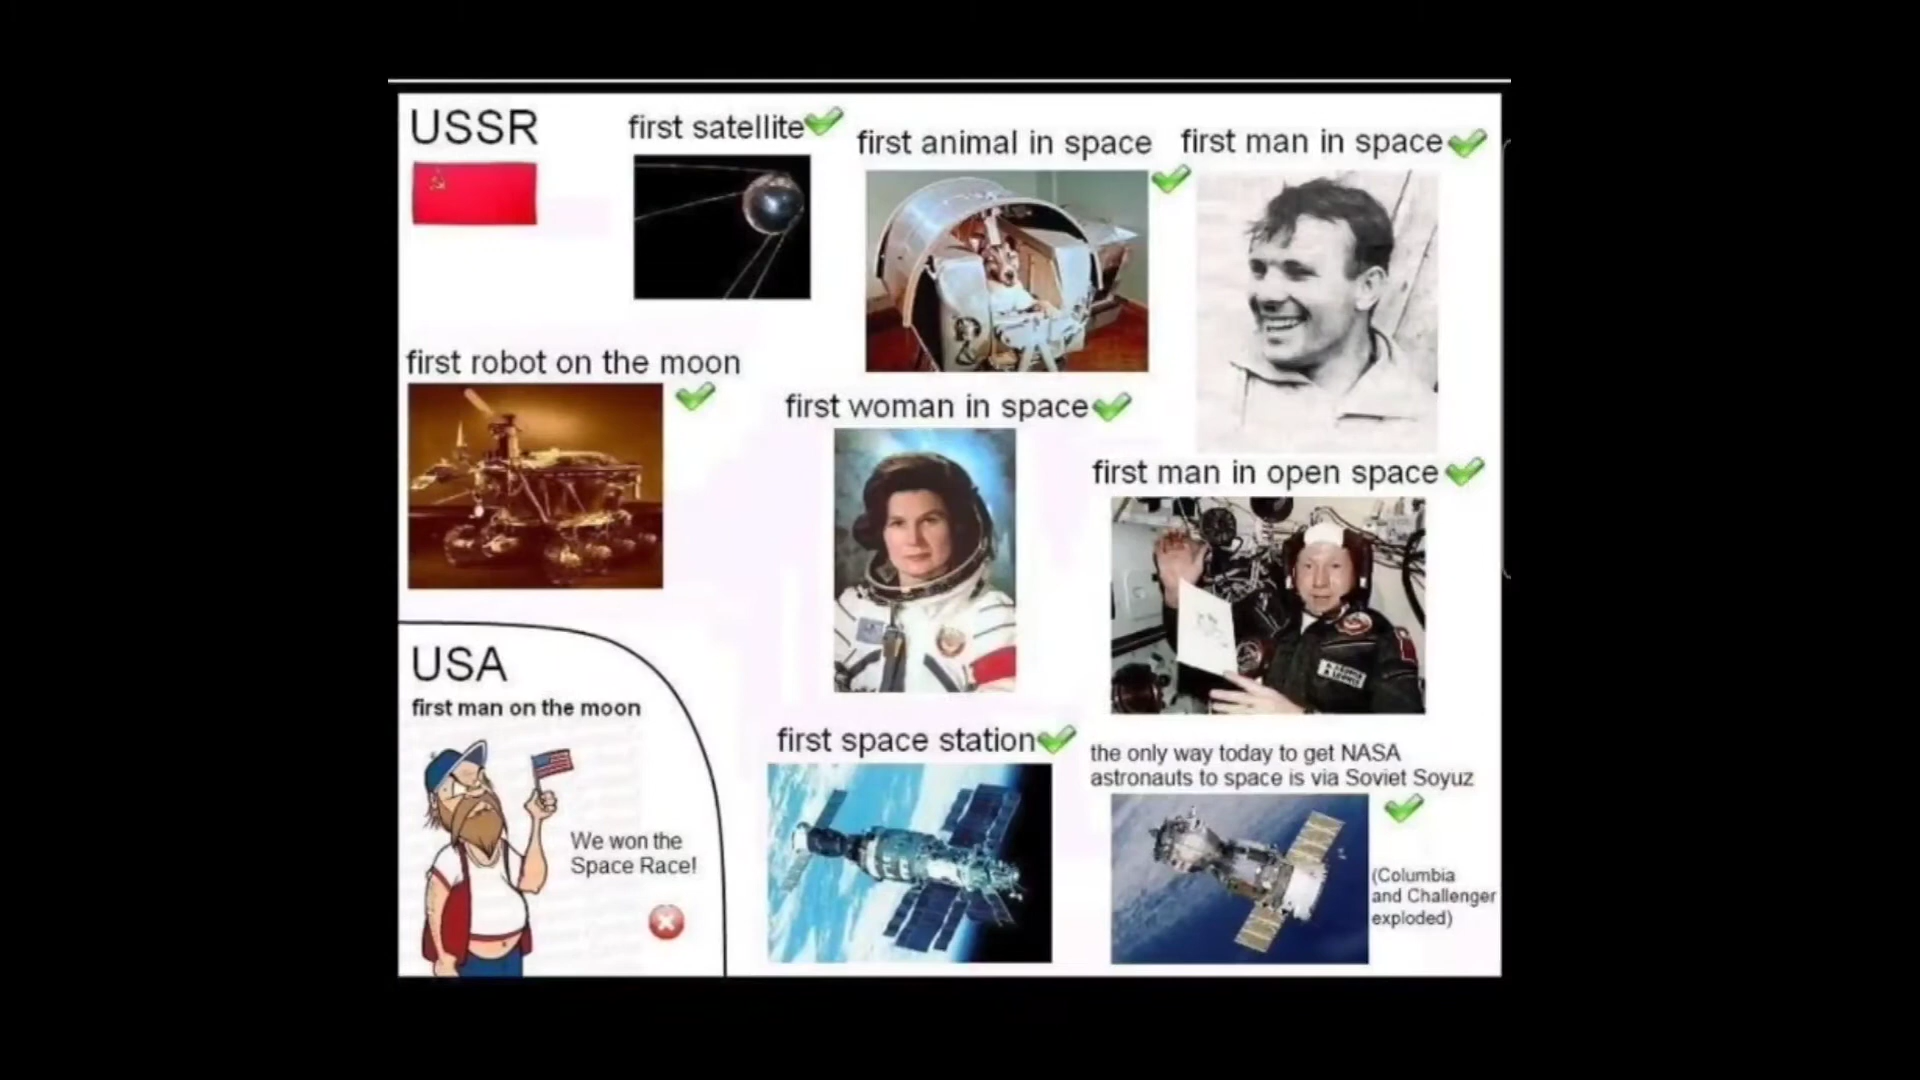 USSR
first satellite
first animal in space
first man in space
first robot on the moon
first woman in space
first man in open space
USA
first man on the moon
We won the
Space Race!
first space station
the only way today to get NASA
astronauts to space is via Soviet Soyuz
(Columbia
and Challenger
exploded)